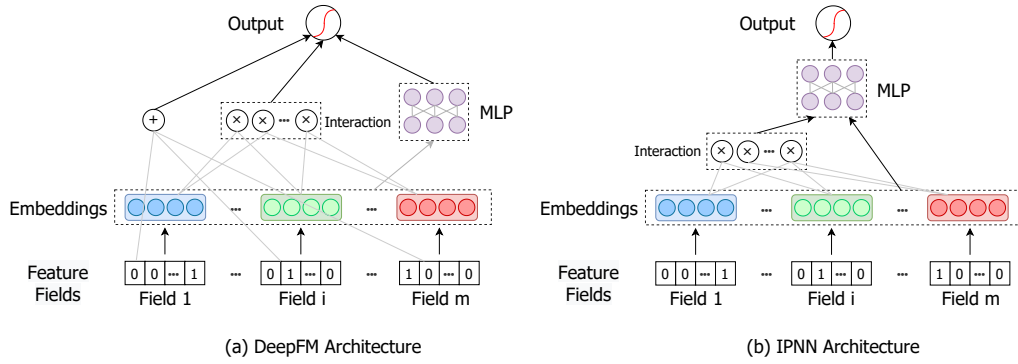 Output
+
× × ··· × Interaction
MLP
Embeddings
··· ···
Feature
Fields
0 0 ··· 1 ··· 0 1 ··· 0 ··· 1 0 ··· 0
Field 1 Field i Field m
(a) DeepFM Architecture
Output
MLP
Interaction × × ··· ×
Embeddings
··· ···
Feature
Fields
0 0 ··· 1 ··· 0 1 ··· 0 ··· 1 0 ··· 0
Field 1 Field i Field m
(b) IPNN Architecture